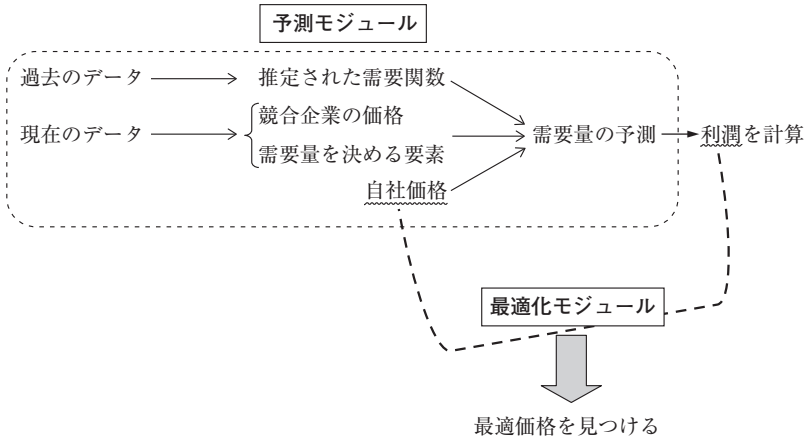 予測モジュール
過去のデータ
推定された需要関数
現在のデータ
競合企業の価格
需要量を決める要素
自社価格
需要量の予測
利潤を計算
最適化モジュール
最適価格を見つける